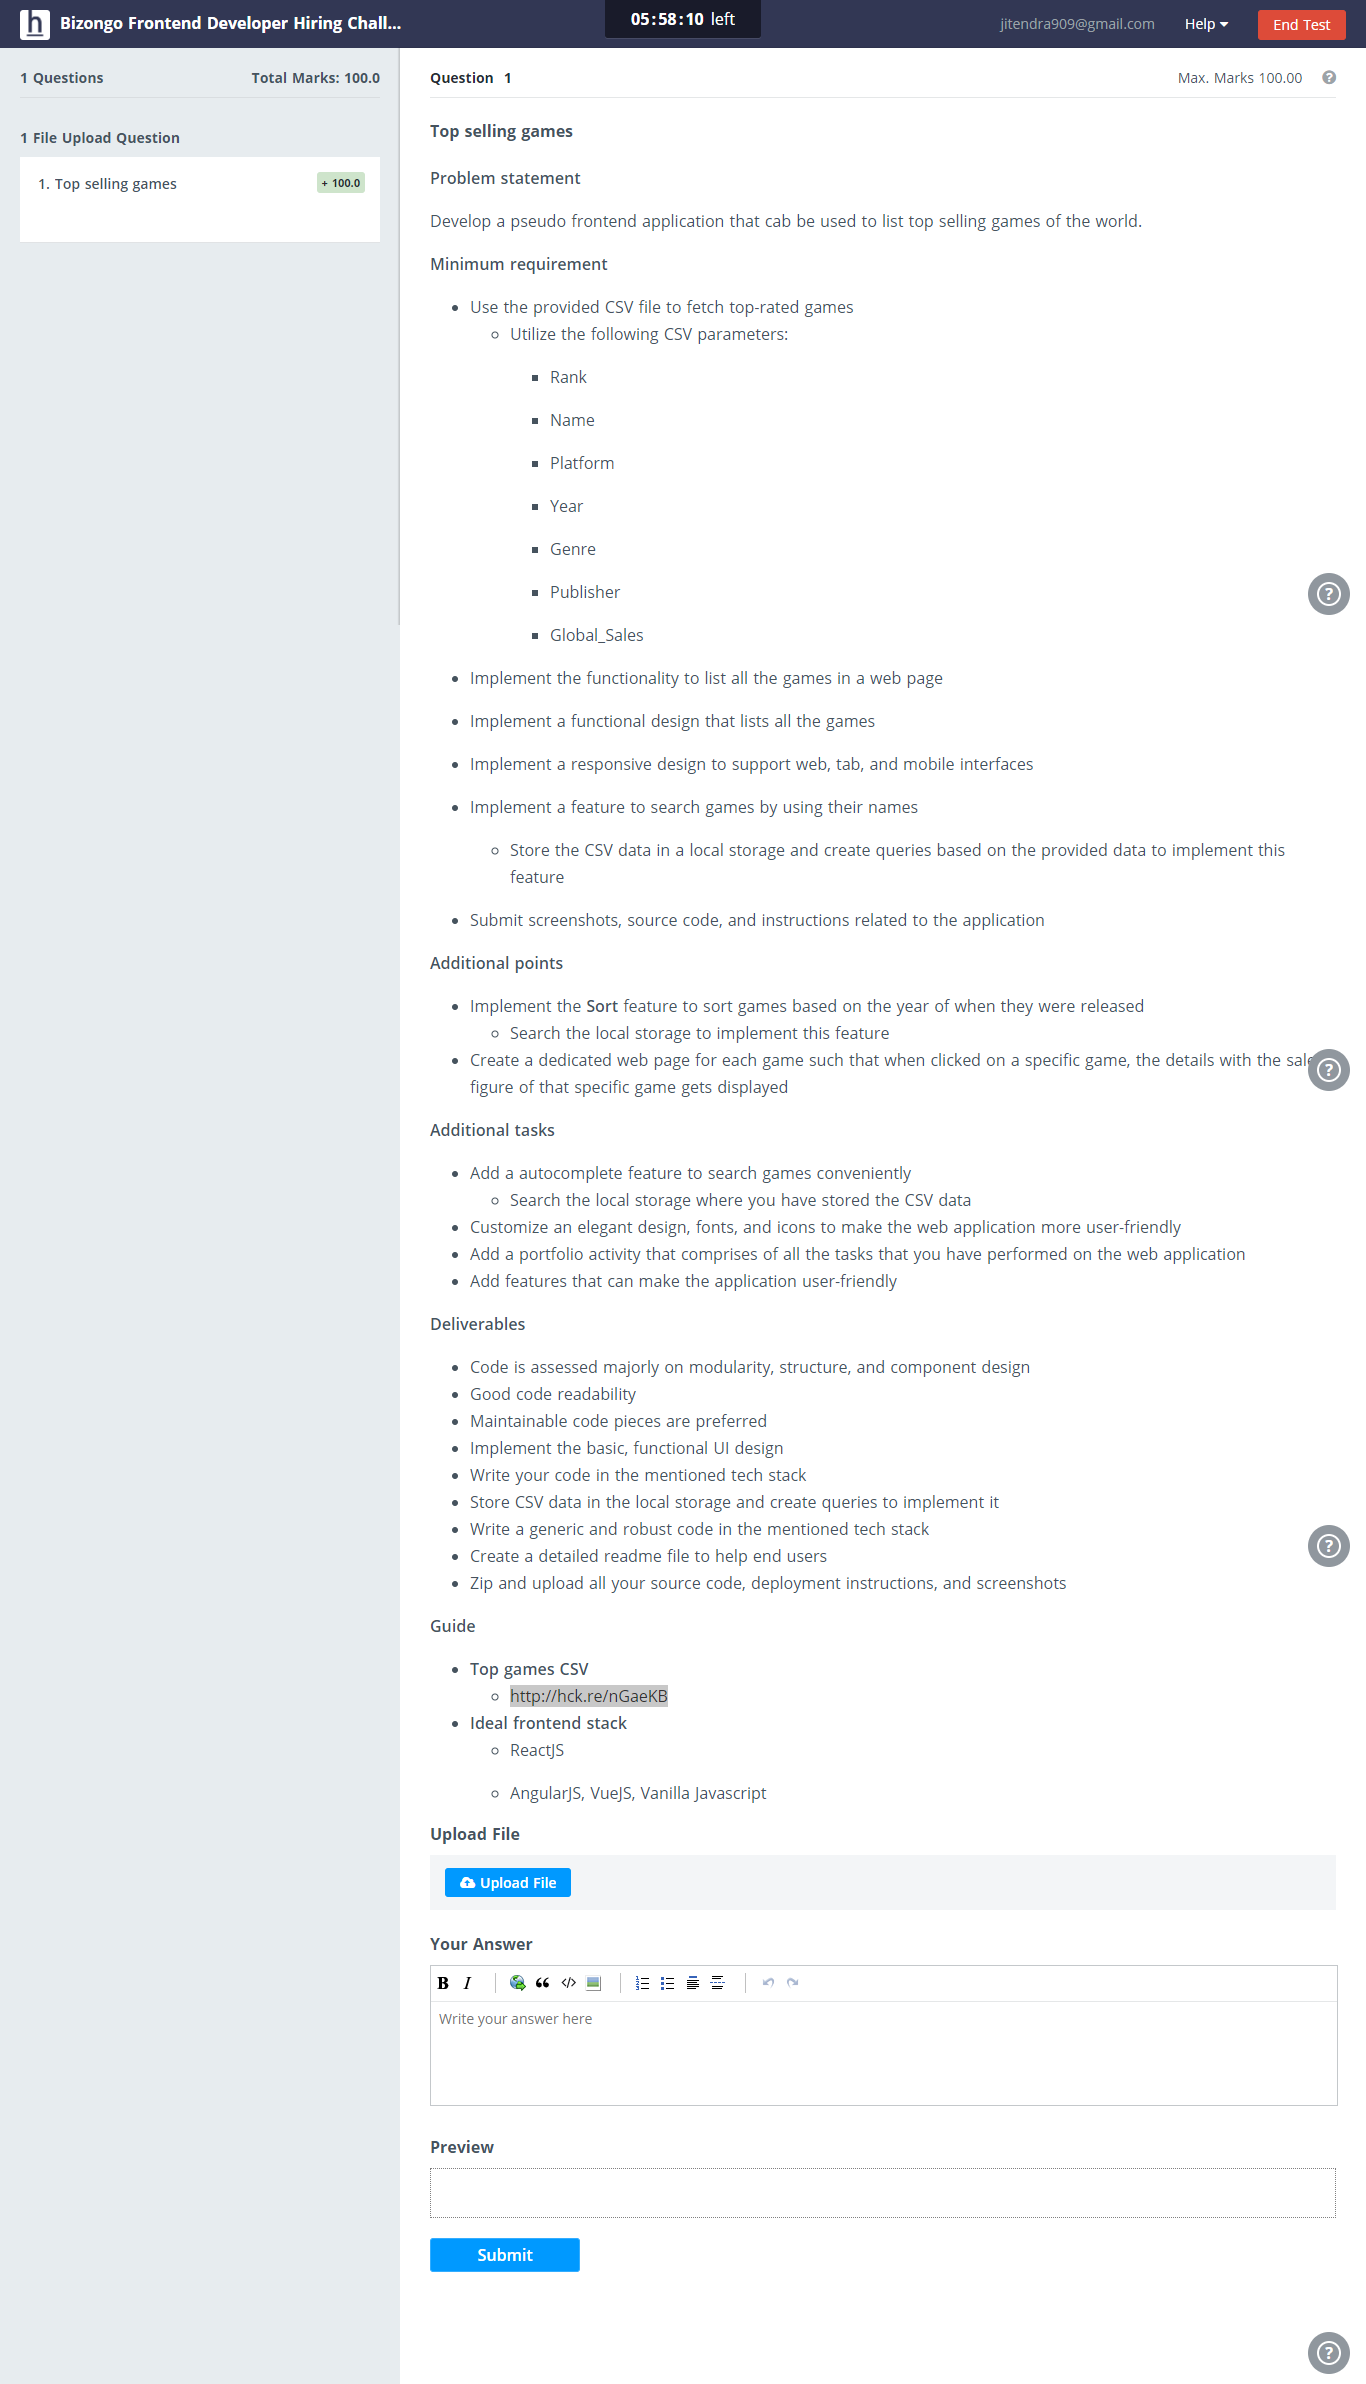 h Bizongo Frontend Developer Hiring Chall...
05:58:10 left
jitendra909@gmail.com
Help
End Test
1 Questions
Total Marks: 100.0
1 File Upload Question
1. Top selling games
+ 100.0
Question 1
Max. Marks 100.00
?
Top selling games
Problem statement
Develop a pseudo frontend application that cab be used to list top selling games of the world.
Minimum requirement
Use the provided CSV file to fetch top-rated games
Utilize the following CSV parameters:
Rank
Name
Platform
Year
Genre
?
Publisher
Global_Sales
Implement the functionality to list all the games in a web page
Implement a functional design that lists all the games
Implement a responsive design to support web, tab, and mobile interfaces
Implement a feature to search games by using their names
Store the CSV data in a local storage and create queries based on the provided data to implement this
feature
Submit screenshots, source code, and instructions related to the application
Additional points
Implement the Sort feature to sort games based on the year of when they were released
Search the local storage to implement this feature
Create a dedicated web page for each game such that when clicked on a specific game, the details with the sale
?
figure of that specific game gets displayed
Additional tasks
Add a autocomplete feature to search games conveniently
Search the local storage where you have stored the CSV data
Customize an elegant design, fonts, and icons to make the web application more user-friendly
Add a portfolio activity that comprises of all the tasks that you have performed on the web application
Add features that can make the application user-friendly
Deliverables
Code is assessed majorly on modularity, structure, and component design
Good code readability
Maintainable code pieces are preferred
Implement the basic, functional UI design
Write your code in the mentioned tech stack
Store CSV data in the local storage and create queries to implement it
Write a generic and robust code in the mentioned tech stack
?
Create a detailed readme file to help end users
Zip and upload all your source code, deployment instructions, and screenshots
Guide
Top games CSV
http://hck.re/nGaeKB
Ideal frontend stack
ReactJS
AngularJS, VueJS, Vanilla Javascript
Upload File
Upload File
Your Answer
B I
Write your answer here
Preview
Submit
?